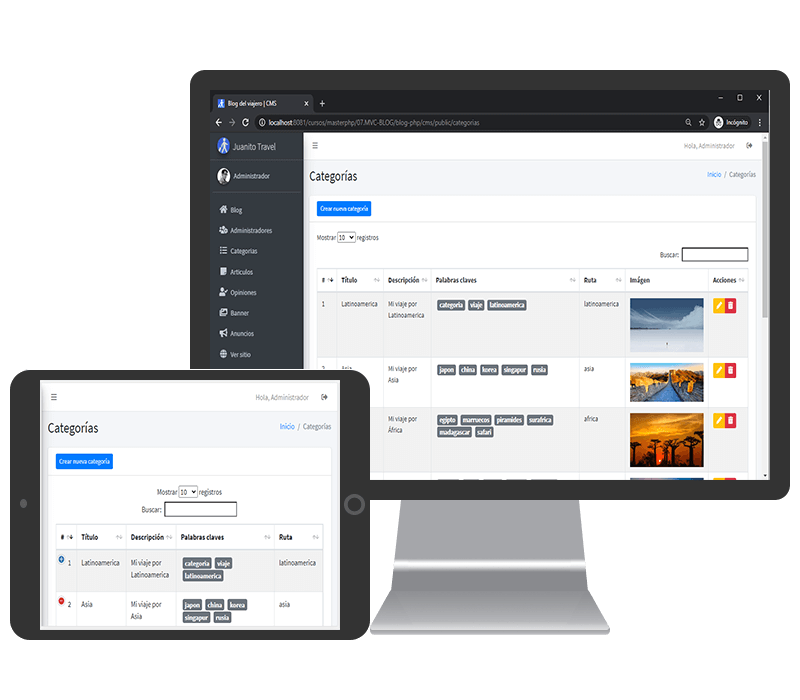 Blog del viajero | CMS
localhost:8081/cursos/masterphp/07.MVC-BLOG/blog-php/cms/public/categorias
Incógnito
Juanito Travel
Hola, Administrador
Administrador
Categorías
Inicio / Categorías
Blog
Administradores
Categorías
Artículos
Opiniones
Banner
Anuncios
Ver sitio
Crear nueva categoría
Mostrar 10 registros
Buscar:
# Título Descripción Palabras claves Ruta Imágen Acciones
1 Latinoamerica Mi viaje por categoria viaje latinoamerica latinoamerica
Latinoamerica
Asia Mi viaje por japon china korea singapur rusia asia
Asia
Mi viaje por egipto marruecos piramides surafrica africa
África madagascar safari
Hola, Administrador
Categorías
Inicio / Categorías
Crear nueva categoría
Mostrar 10 registros
Buscar:
# Título Descripción Palabras claves Ruta
1 Latinoamerica Mi viaje por categoria viaje latinoamerica
Latinoamerica latinoamerica
2 Asia Mi viaje por japon china korea asia
Asia singapur rusia